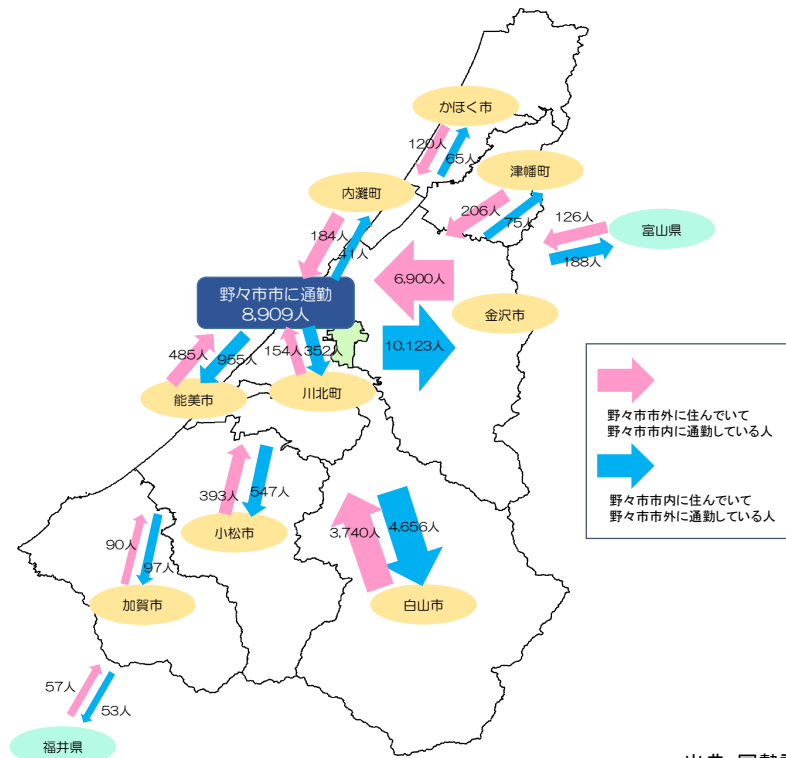 かほく市
120人
65人
津幡町
内灘町
206人
75人
126人
富山県
188人
184人
41人
6,900人
野々市市に通勤
8,909人
金沢市
10,123人
485人
955人
154人
352人
能美市
川北町
野々市市外に住んでいて
野々市市内に通勤している人
野々市市内に住んでいて
野々市市外に通勤している人
393人
547人
小松市
3,740人
4,656人
90人
97人
加賀市
白山市
57人
53人
福井県